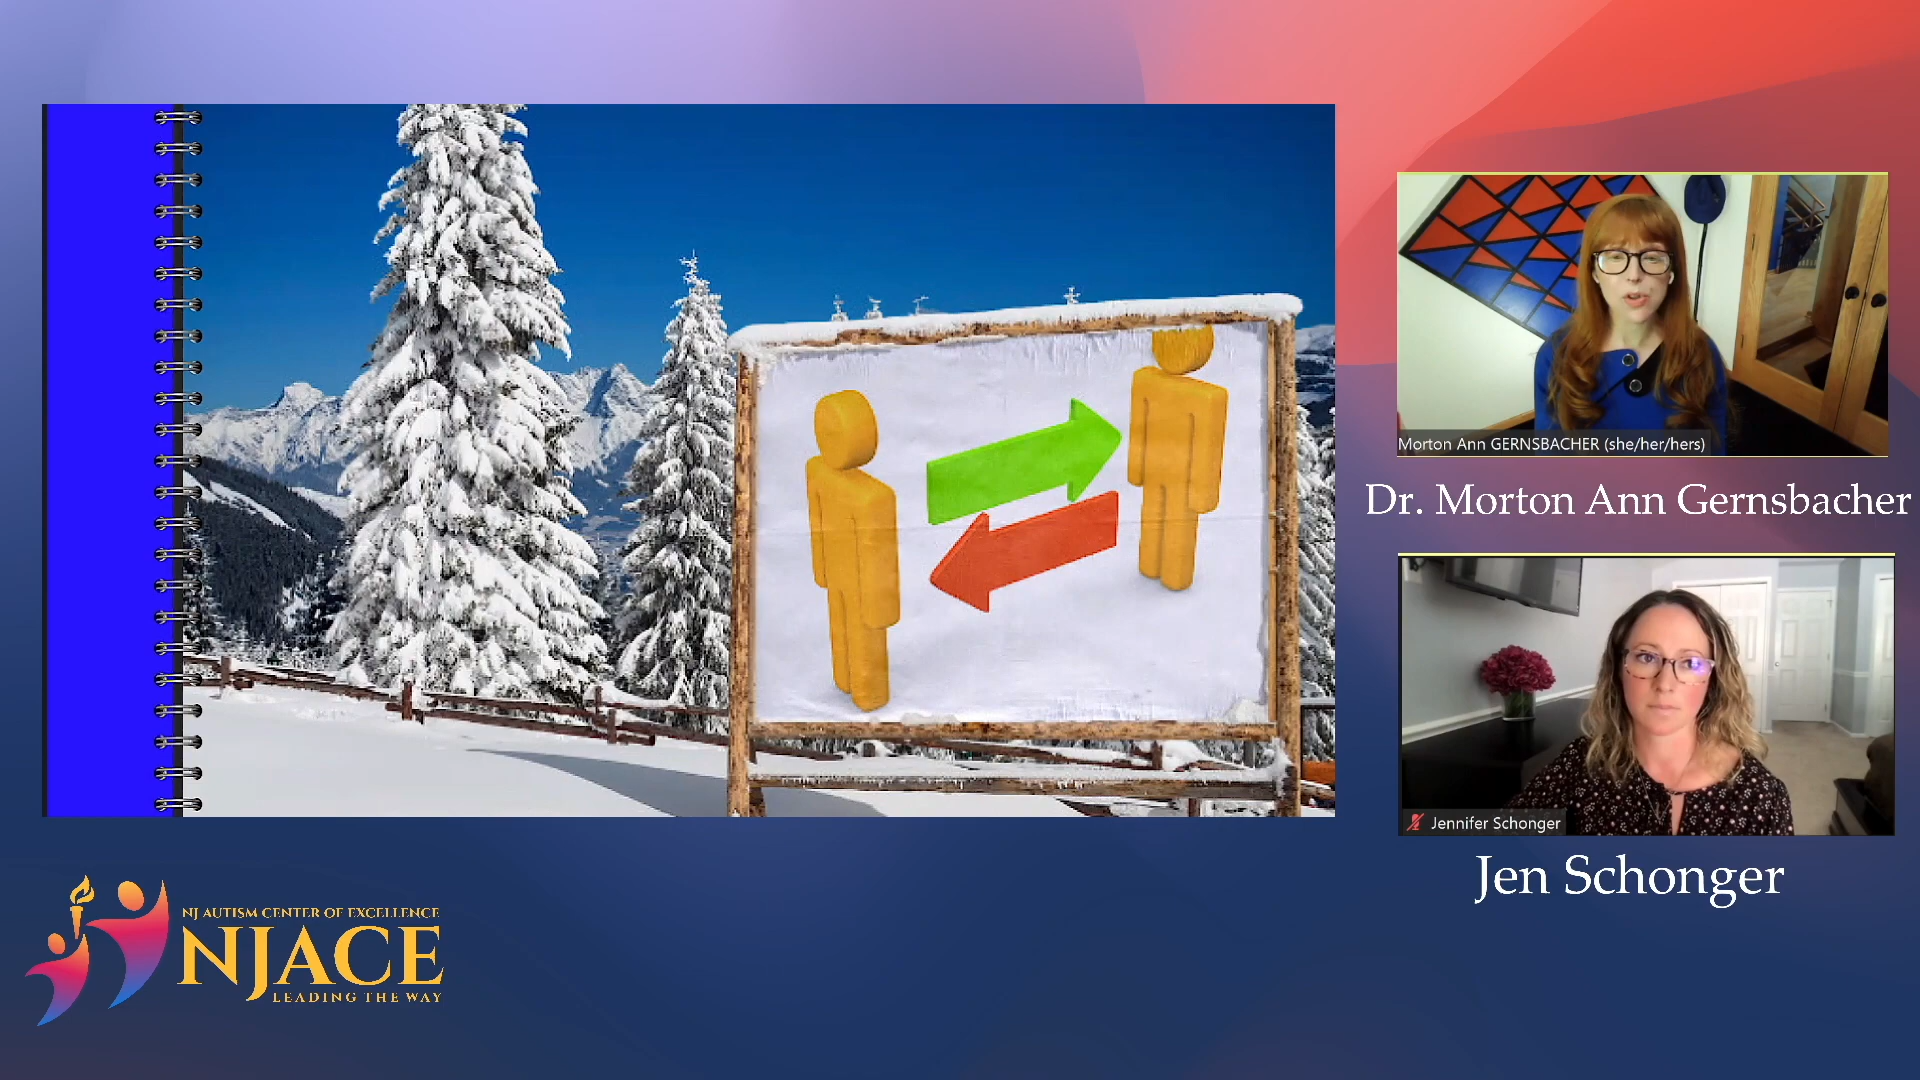 Morton Ann GERNSBACHER (she/her/hers)
Dr. Morton Ann Gernsbacher
Jennifer Schonger
Jen Schonger
NJ AUTISM CENTER OF EXCELLENCE
NJACE
LEADING THE WAY